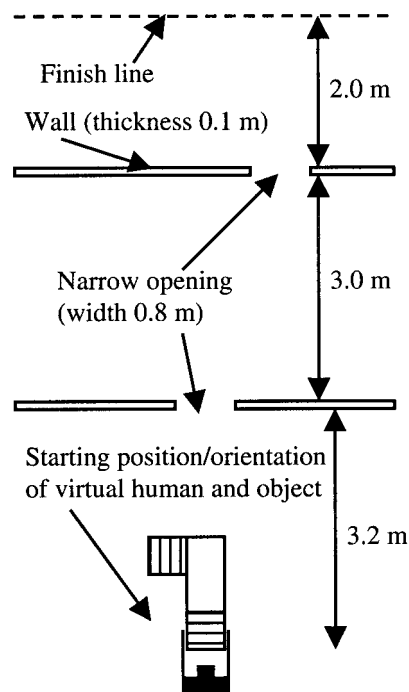 Finish line
2.0 m
Wall (thickness 0.1 m)
Narrow opening
(width 0.8 m)
3.0 m
Starting position/orientation
of virtual human and object
3.2 m